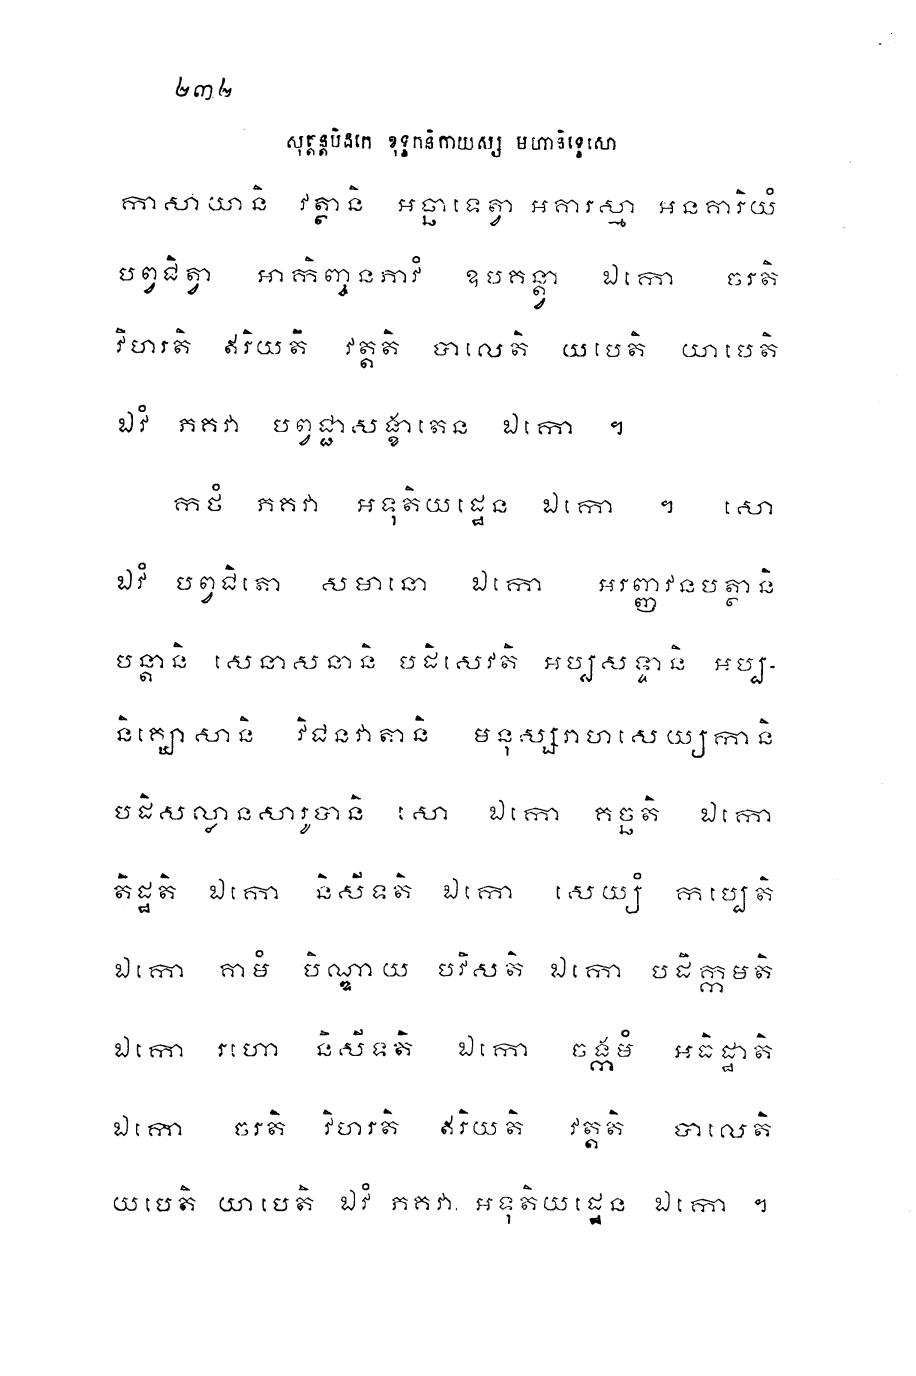 ២៣២
សុត្តន្តបិដកេ ខុទ្ទកនិកាយស្ស មហានិទ្ទេសោ
កាសាយានិ វត្ថានិ អច្ឆាទេត្វា អគារស្មា អនគារិយំ
បព្វជិត្វា អាកិញ្ចនភាវំ ឧបគន្ត្វា ឯកោ ចរតិ
វិហរតិ ឥរិយតិ វត្តតិ បាលេតិ យបេតិ យាបេតិ
ឯវំ ភគវា បព្វជ្ជាសង្ខាតេន ឯកោ ។
កថំ ភគវា អទុតិយដ្ឋេន ឯកោ ។ សោ
ឯវំ បព្វជិតោ សមានោ ឯកោ អរញ្ញវនបត្ថានិ
បន្តានិ សេនាសនានិ បដិសេវតិ អប្បសទ្ទានិ អប្ប-
និគ្ឃោសានិ វិជនវាតានិ មនុស្សរាហសេយ្យកានិ
បដិសល្លានសារូបានិ សោ ឯកោ គច្ឆតិ ឯកោ
តិដ្ឋតិ ឯកោ និសីទតិ ឯកោ សេយ្យំ កប្បេតិ
ឯកោ គាមំ បិណ្ឌាយ បវិសតិ ឯកោ បដិក្កមតិ
ឯកោ រហោ និសីទតិ ឯកោ ចង្កមំ អធិដ្ឋាតិ
ឯកោ ចរតិ វិហរតិ ឥរិយតិ វត្តតិ បាលេតិ
យបេតិ យាបេតិ ឯវំ ភគវា អទុតិយដ្ឋេន ឯកោ ។